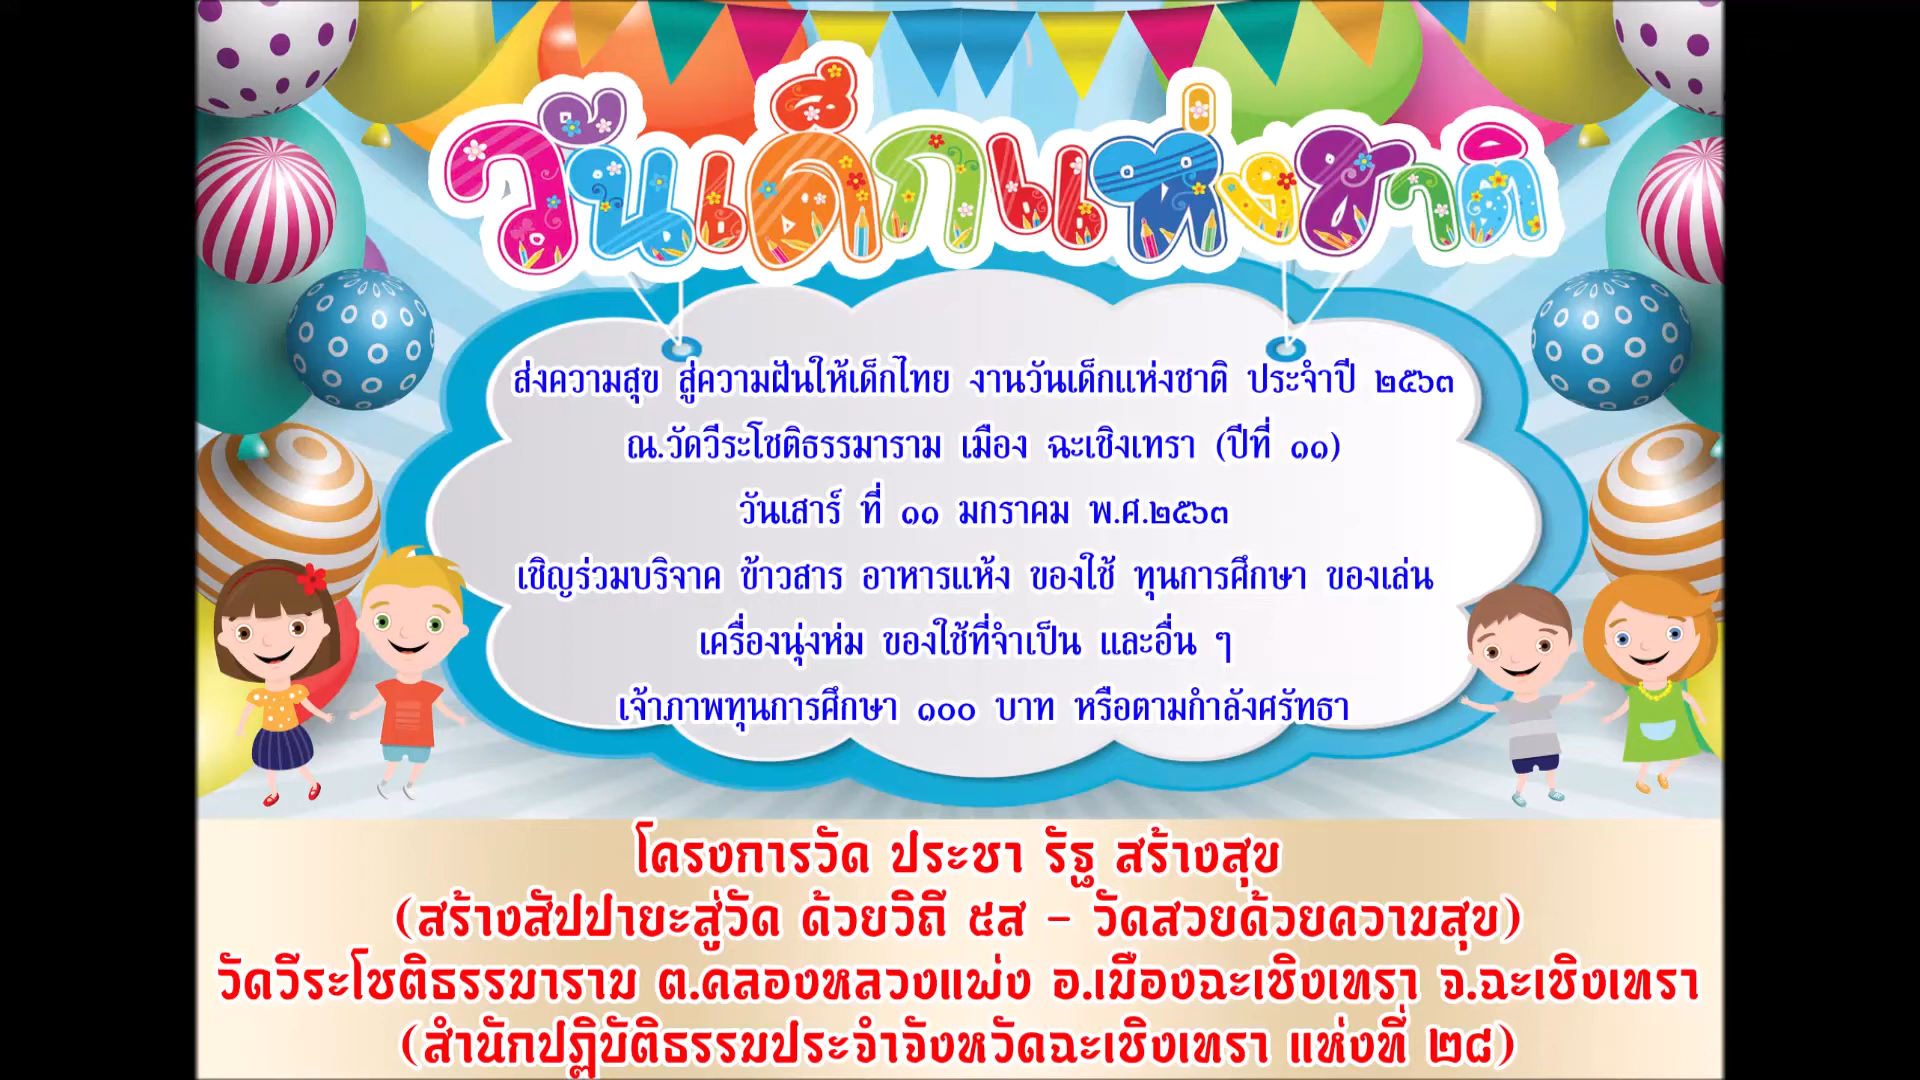 วันเด็กแห่งชาติ
ส่งความสุข สู่ความฝันให้เด็กไทย งานวันเด็กแห่งชาติ ประจำปี ๒๕๖๓
ณ.วัดวีระโชติธรรมาราม เมือง ฉะเชิงเทรา (ปีที่ ๑๑)
วันเสาร์ ที่ ๑๑ มกราคม พ.ศ.๒๕๖๓
เชิญร่วมบริจาค ข้าวสาร อาหารแห้ง ของใช้ ทุนการศึกษา ของเล่น
เครื่องนุ่งห่ม ของใช้ที่จำเป็น และอื่น ๆ
เจ้าภาพทุนการศึกษา ๑๐๐ บาท หรือตามกำลังศรัทธา
โครงการวัด ประชา รัฐ สร้างสุข
(สร้างสัปปายะสู่วัด ด้วยวิถี ๕ส - วัดสวยด้วยความสุข)
วัดวีระโชติธรรมาราม ต.คลองหลวงแพ่ง อ.เมืองฉะเชิงเทรา จ.ฉะเชิงเทรา
(สำนักปฏิบัติธรรมประจำจังหวัดฉะเชิงเทรา แห่งที่ ๒๘)